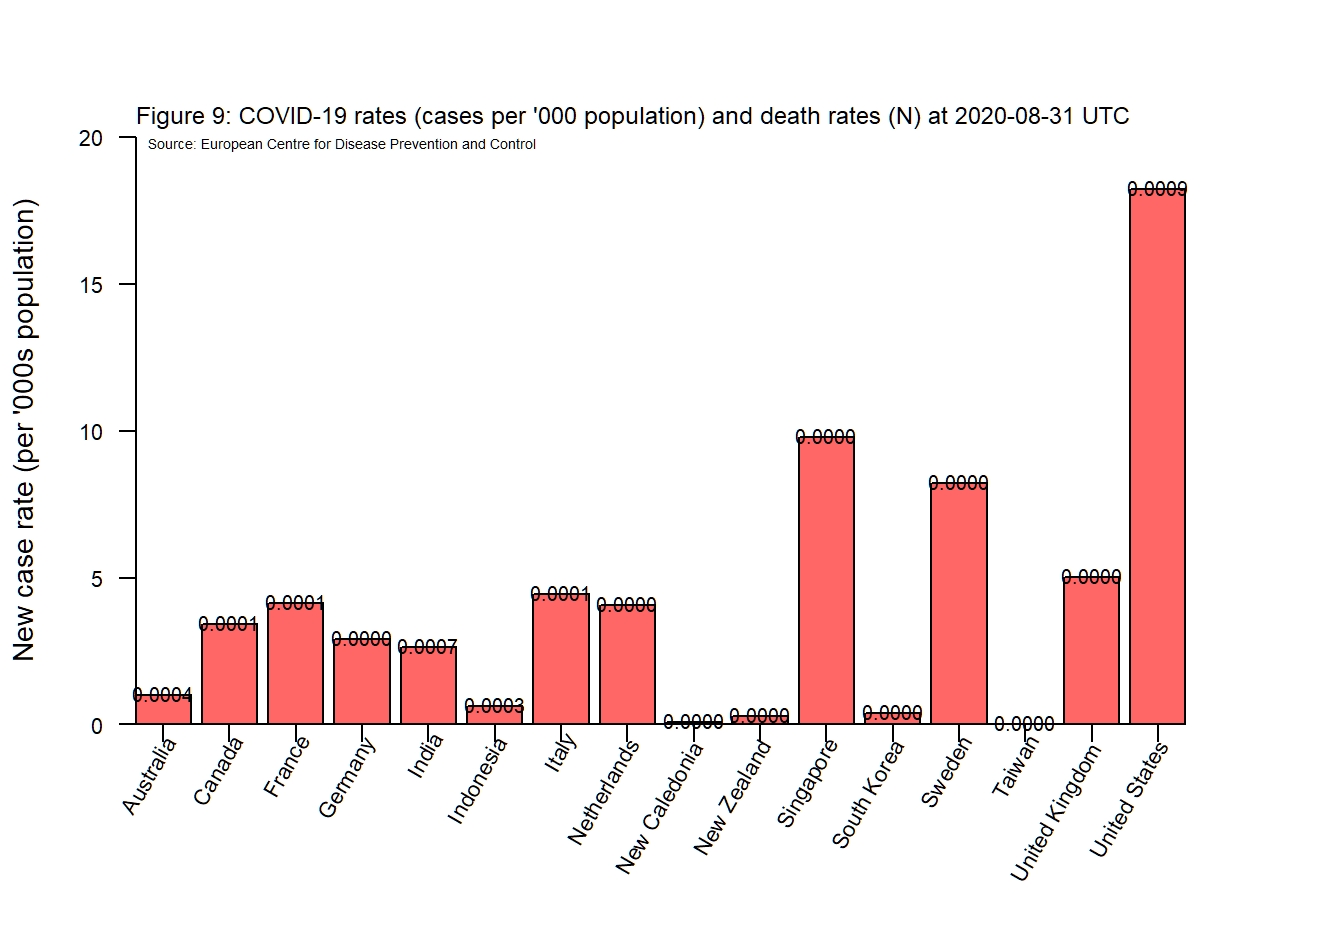 Figure 9: COVID-19 rates (cases per '000 population) and death rates (N) at 2020-08-31 UTC
Source: European Centre for Disease Prevention and Control
New case rate (per '000s population)
20
15
10
5
0
0.0004
0.0001
0.0001
0.0000
0.0007
0.0003
0.0001
0.0000
0.0000
0.0000
0.0000
0.0000
0.0000
0.0000
0.0000
0.0009
Australia
Canada
France
Germany
India
Indonesia
Italy
Netherlands
New Caledonia
New Zealand
Singapore
South Korea
Sweden
Taiwan
United Kingdom
United States